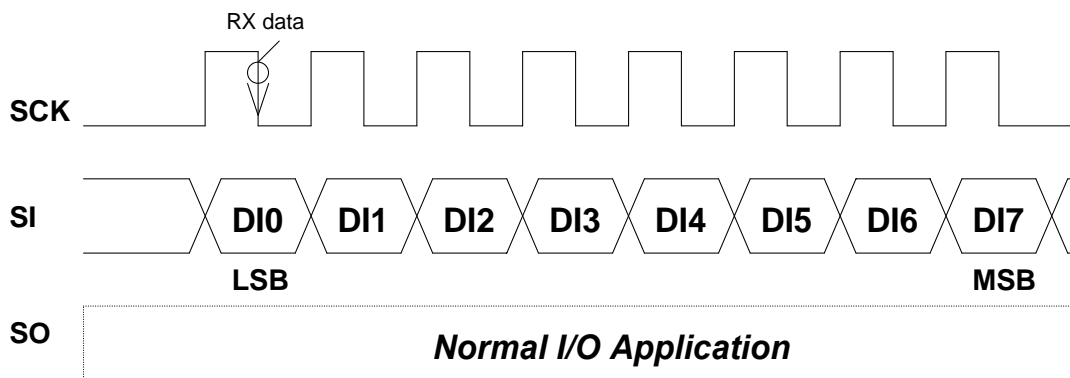 RX data
SCK
SI DI0 DI1 DI2 DI3 DI4 DI5 DI6 DI7
LSB MSB
SO Normal I/O Application